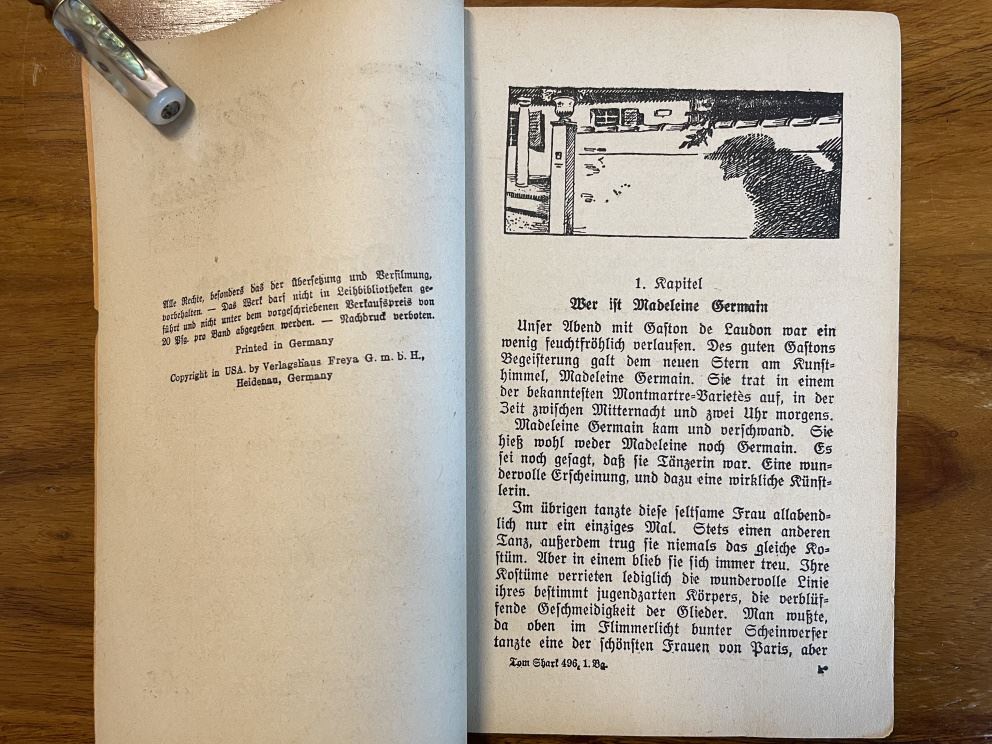 Alle Rechte, besonders das der Übersetzung und Verfilmung,
vorbehalten. — Das Werk darf nicht in Leihbibliotheken ge-
führt und nicht unter dem vorgeschriebenen Verkaufspreis von
20 Pfg. pro Band abgegeben werden. — Nachdruck verboten.
Printed in Germany
Copyright in USA. by Verlagshaus Freya G. m. b. H.,
Heidenau, Germany
1. Kapitel
Wer ist Madeleine Germain
Unser Abend mit Gaston de Laudon war ein
wenig feuchtfröhlich verlaufen. Des guten Gastons
Begeisterung galt dem neuen Stern am Kunst-
himmel, Madeleine Germain. Sie trat in einem
der bekanntesten Montmartre-Varietès auf, in der
Zeit zwischen Mitternacht und zwei Uhr morgens.
Madeleine Germain kam und verschwand. Sie
hieß wohl weder Madeleine noch Germain. Es
sei noch gesagt, daß sie Tänzerin war. Eine wun-
dervolle Erscheinung, und dazu eine wirkliche Künst-
lerin.
Im übrigen tanzte diese seltsame Frau allabend-
lich nur ein einziges Mal. Stets einen anderen
Tanz, außerdem trug sie niemals das gleiche Ko-
stüm. Aber in einem blieb sie sich immer treu. Ihre
Kostüme verrieten lediglich die wundervolle Linie
ihres bestimmt jugendzarten Körpers, die verblüf-
fende Geschmeidigkeit der Glieder. Man wußte,
da oben im Flimmerlicht bunter Scheinwerfer
tanzte eine der schönsten Frauen von Paris, aber
Tom Shark 496, 1. Bg.